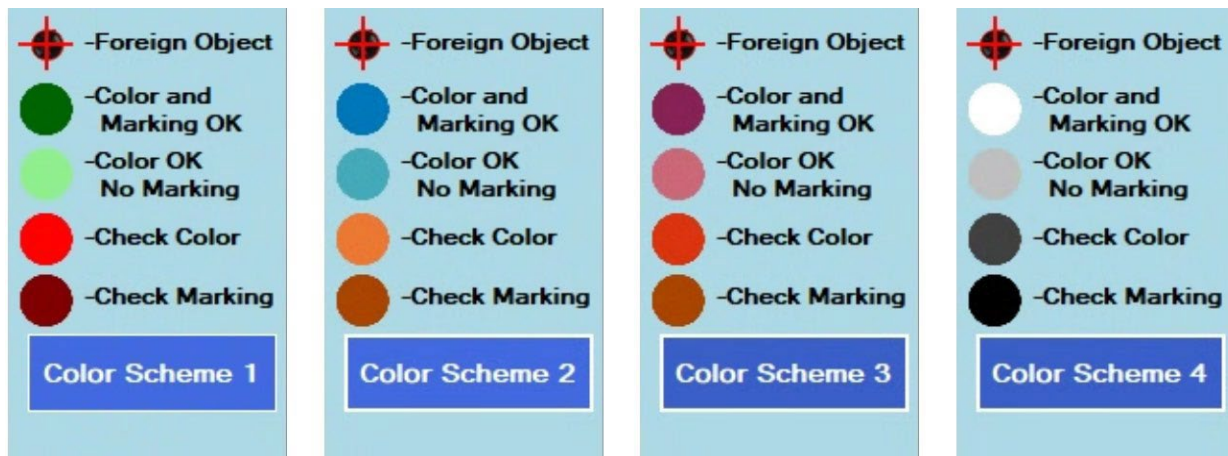 -Foreign Object
-Color and
Marking OK
-Color OK
No Marking
-Check Color
-Check Marking
Color Scheme 1
-Foreign Object
-Color and
Marking OK
-Color OK
No Marking
-Check Color
-Check Marking
Color Scheme 2
-Foreign Object
-Color and
Marking OK
-Color OK
No Marking
-Check Color
-Check Marking
Color Scheme 3
-Foreign Object
-Color and
Marking OK
-Color OK
No Marking
-Check Color
-Check Marking
Color Scheme 4